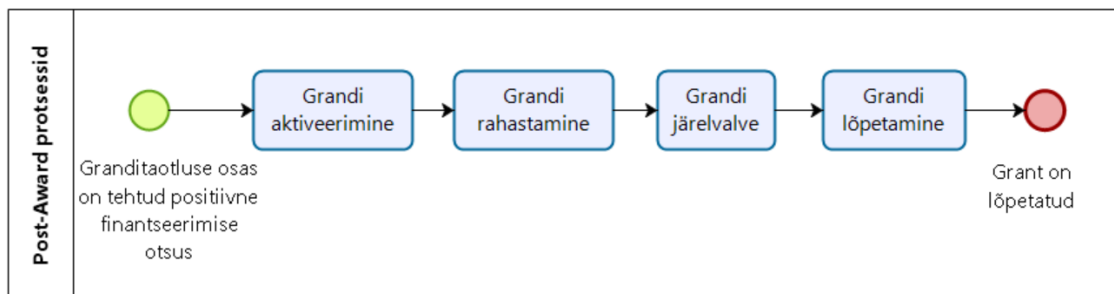 Post-Award protsessid
Granditaotluse osas
on tehtud positiivne
finantseerimise
otsus
Grandi
aktiveerimine
Grandi
rahastamine
Grandi
järelvalve
Grandi
lõpetamine
Grant on
lõpetatud